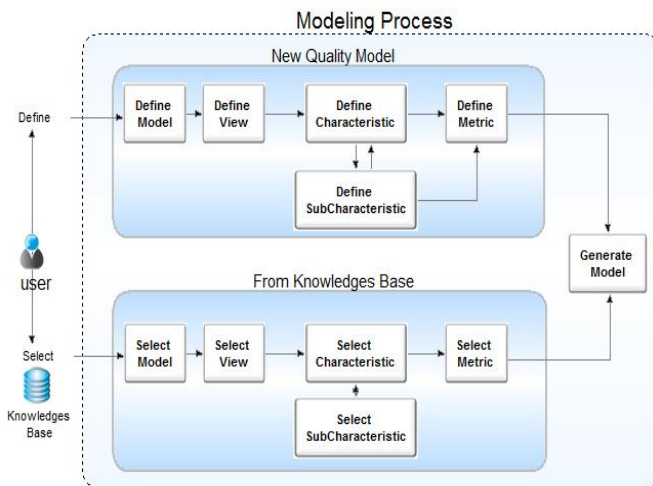 Modeling Process
New Quality Model
Define
Define
Model
Define
View
Define
Characteristic
Define
Metric
Define
SubCharacteristic
user
Generate
Model
From Knowledges Base
Select
Knowledges
Base
Select
Model
Select
View
Select
Characteristic
Select
Metric
Select
SubCharacteristic